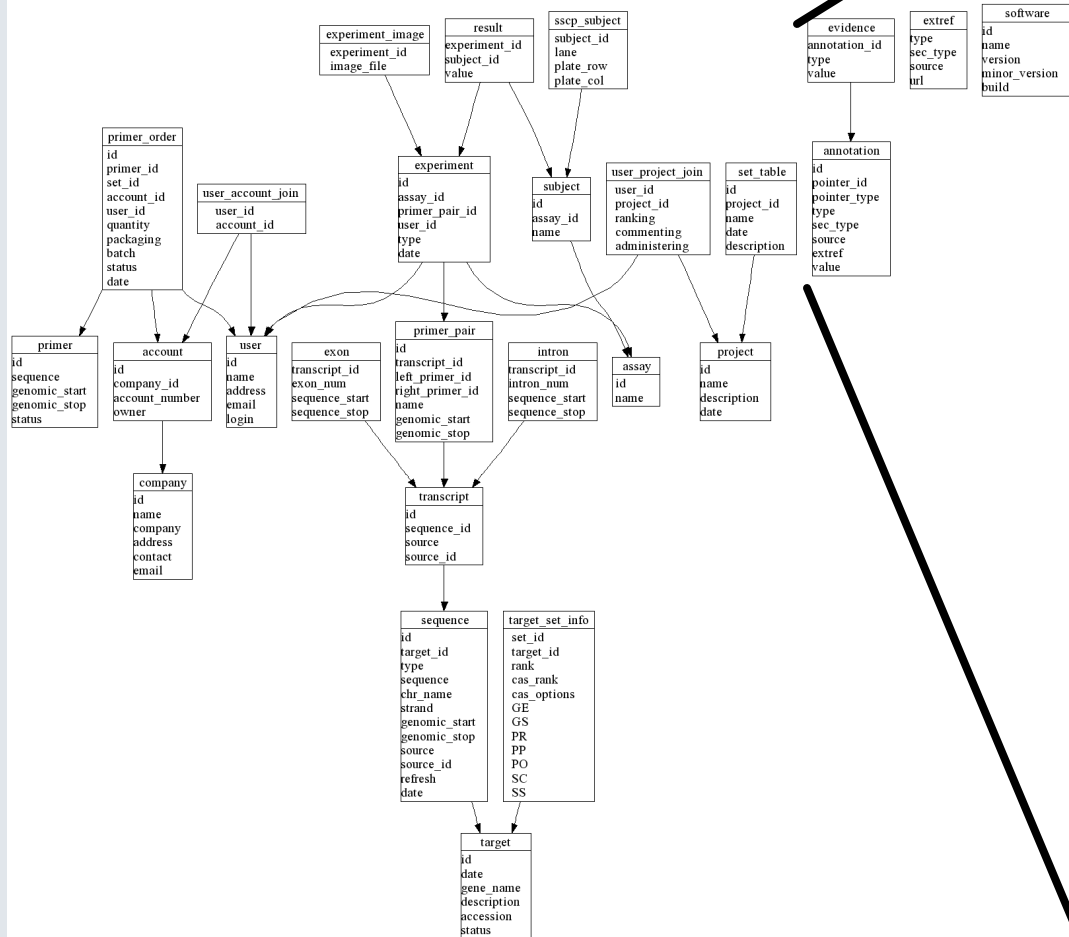 experiment_image
experiment_id
image_file
result
experiment_id
subject_id
value
sscp_subject
subject_id
lane
plate_row
plate_col
evidence
annotation_id
type
value
extref
type
sec_type
source
url
software
id
name
version
minor_version
build
primer_order
id
primer_id
set_id
account_id
user_id
quantity
packaging
batch
status
date
user_account_join
user_id
account_id
experiment
id
assay_id
primer_pair_id
user_id
type
date
subject
id
assay_id
name
user_project_join
user_id
project_id
ranking
commenting
administering
set_table
id
project_id
name
date
description
annotation
id
pointer_id
pointer_type
type
sec_type
source
extref
value
primer
id
sequence
genomic_start
genomic_stop
status
account
id
company_id
account_number
owner
user
id
name
address
email
login
exon
transcript_id
exon_num
sequence_start
sequence_stop
primer_pair
id
transcript_id
left_primer_id
right_primer_id
name
genomic_start
genomic_stop
intron
transcript_id
intron_num
sequence_start
sequence_stop
assay
id
name
project
id
name
description
date
company
id
name
company
address
contact
email
transcript
id
sequence_id
source
source_id
sequence
id
target_id
type
sequence
chr_name
strand
genomic_start
genomic_stop
source
source_id
refresh
date
target_set_info
set_id
target_id
rank
cas_rank
cas_options
GE
GS
PR
PP
PO
SC
SS
target
id
date
gene_name
description
accession
status